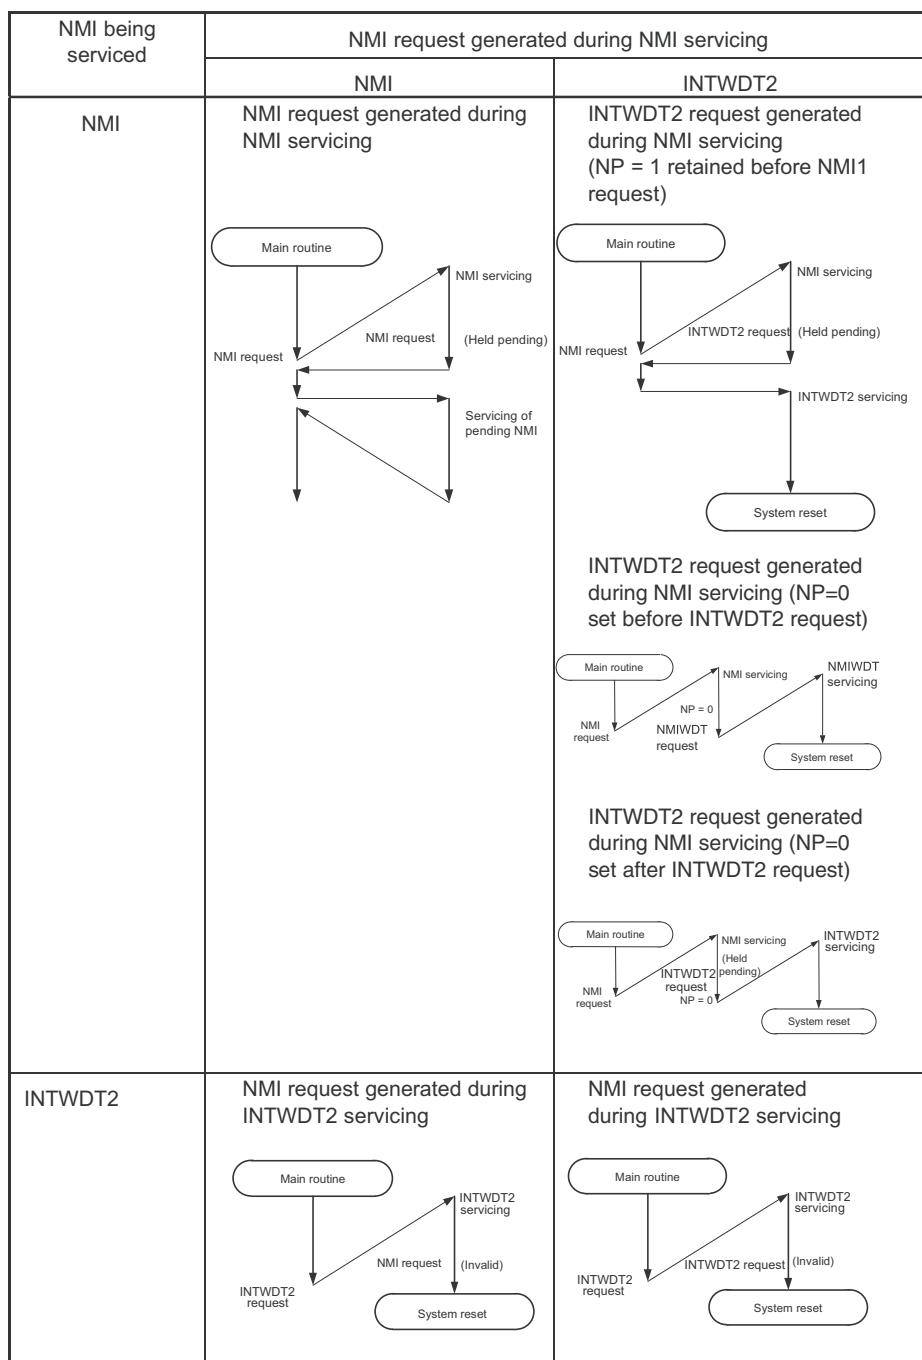 NMI being
serviced
NMI request generated during NMI servicing
NMI
INTWDT2
NMI
NMI request generated during
NMI servicing
Main routine
NMI servicing
NMI request
(Held pending)
NMI request
Servicing of
pending NMI
INTWDT2 request generated
during NMI servicing
(NP = 1 retained before NMI1
request)
Main routine
NMI servicing
INTWDT2 request
(Held pending)
NMI request
INTWDT2 servicing
System reset
INTWDT2 request generated
during NMI servicing (NP=0
set before INTWDT2 request)
Main routine
NMI servicing
NMIWDT
servicing
NP = 0
NMI
request
NMIWDT
request
System reset
INTWDT2 request generated
during NMI servicing (NP=0
set after INTWDT2 request)
Main routine
NMI servicing
INTWDT2
servicing
(Held
pending)
INTWDT2
request
NMI
request
NP = 0
System reset
INTWDT2
NMI request generated during
INTWDT2 servicing
Main routine
INTWDT2
servicing
NMI request
(Invalid)
INTWDT2
request
System reset
NMI request generated
during INTWDT2 servicing
Main routine
INTWDT2
servicing
INTWDT2 request
(Invalid)
INTWDT2
request
System reset